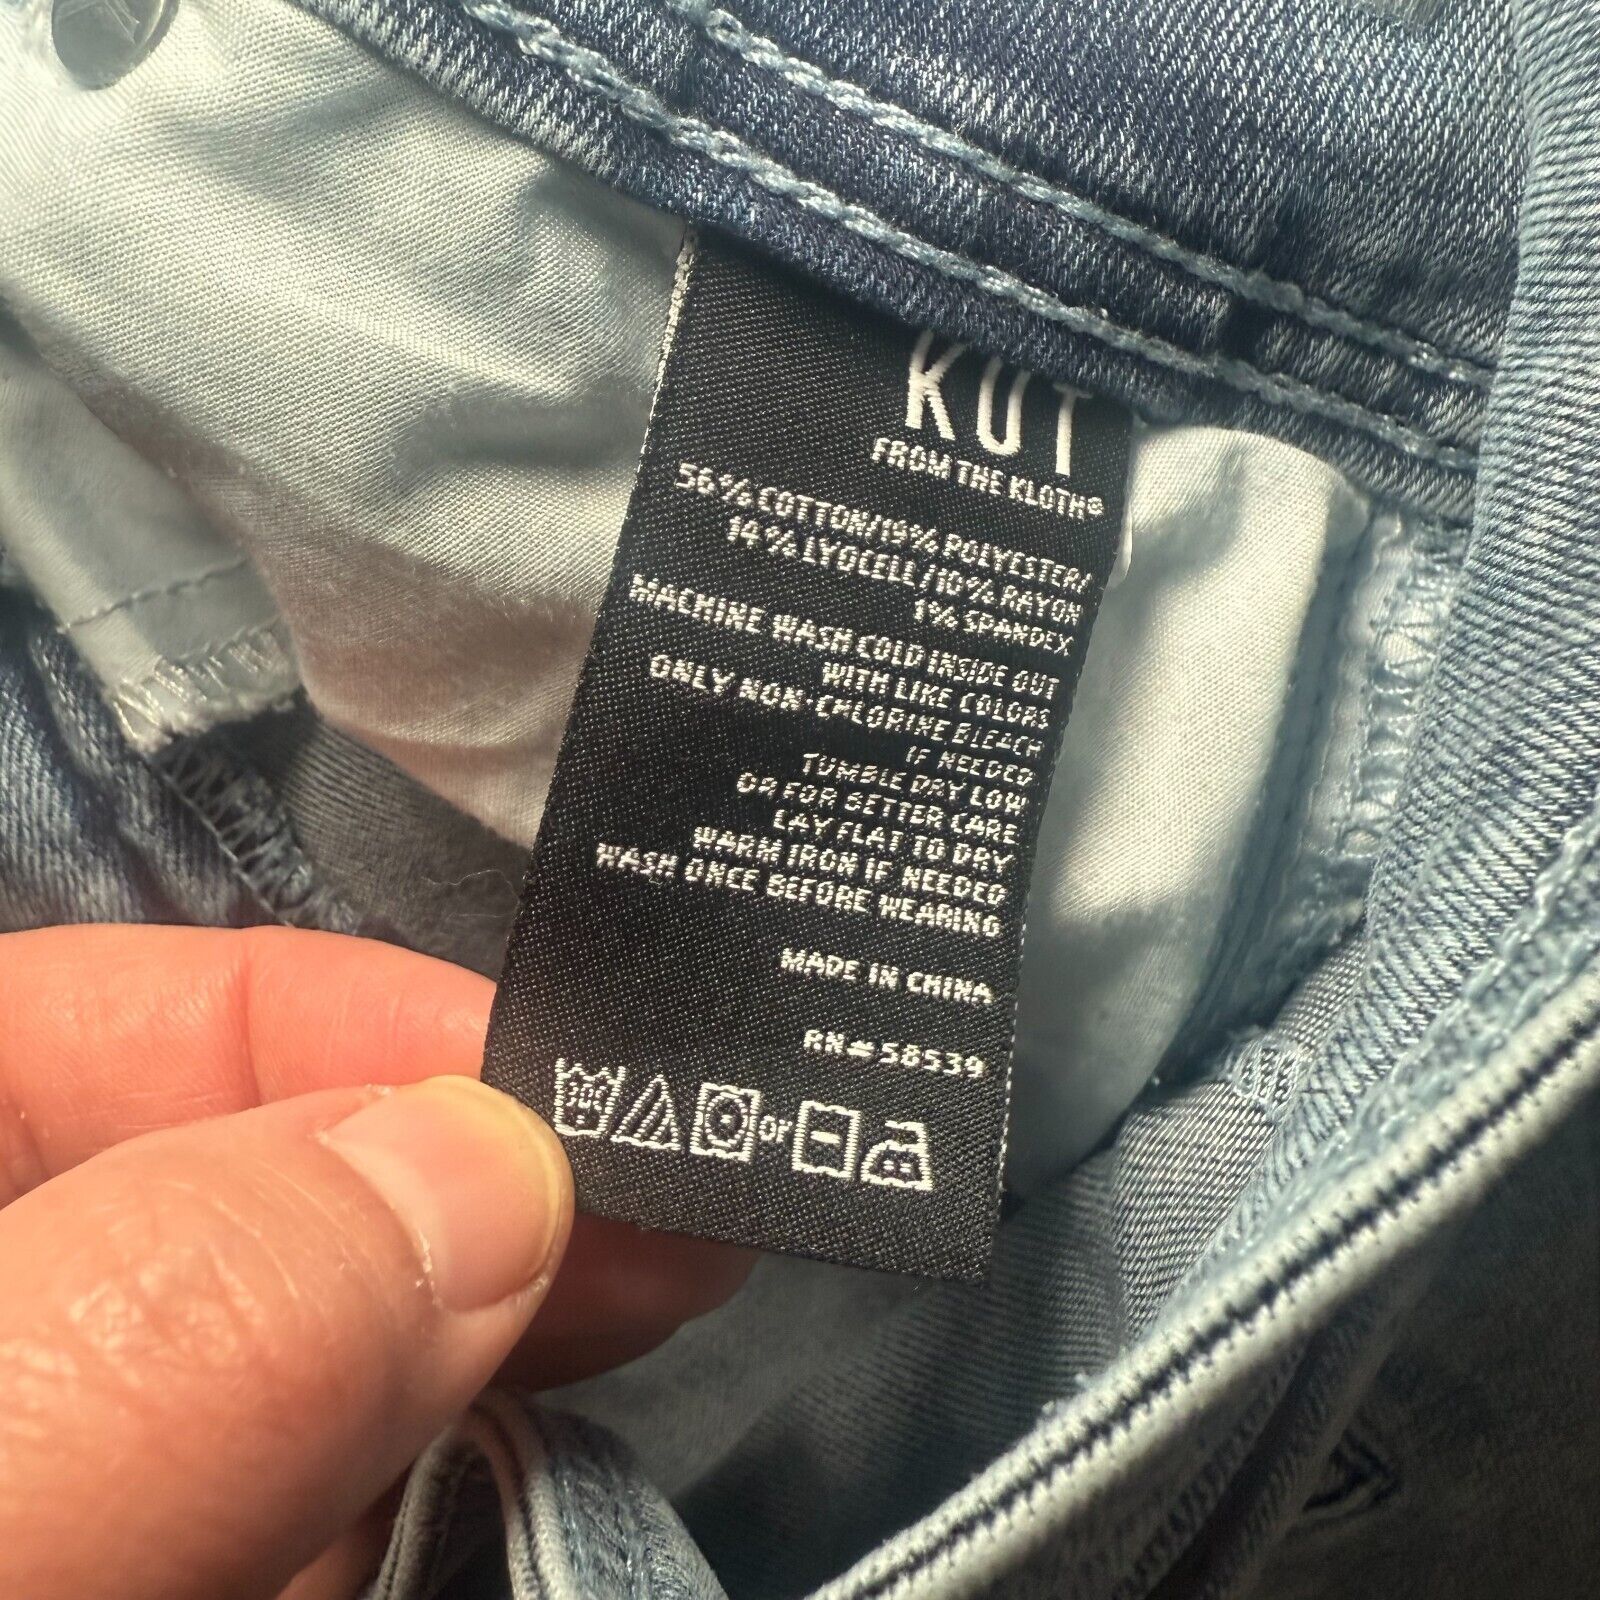 KUT
FROM THE KLOTH®
56% COTTON/19% POLYESTER/
14% LYOCELL/10% RAYON
1% SPANDEX
MACHINE WASH COLD INSIDE OUT
WITH LIKE COLORS
ONLY NON-CHLORINE BLEACH
IF NEEDED
TUMBLE DRY LOW
OR FOR BETTER CARE
LAY FLAT TO DRY
WARM IRON IF NEEDED
WASH ONCE BEFORE WEARING
MADE IN CHINA
RN# 58539
or